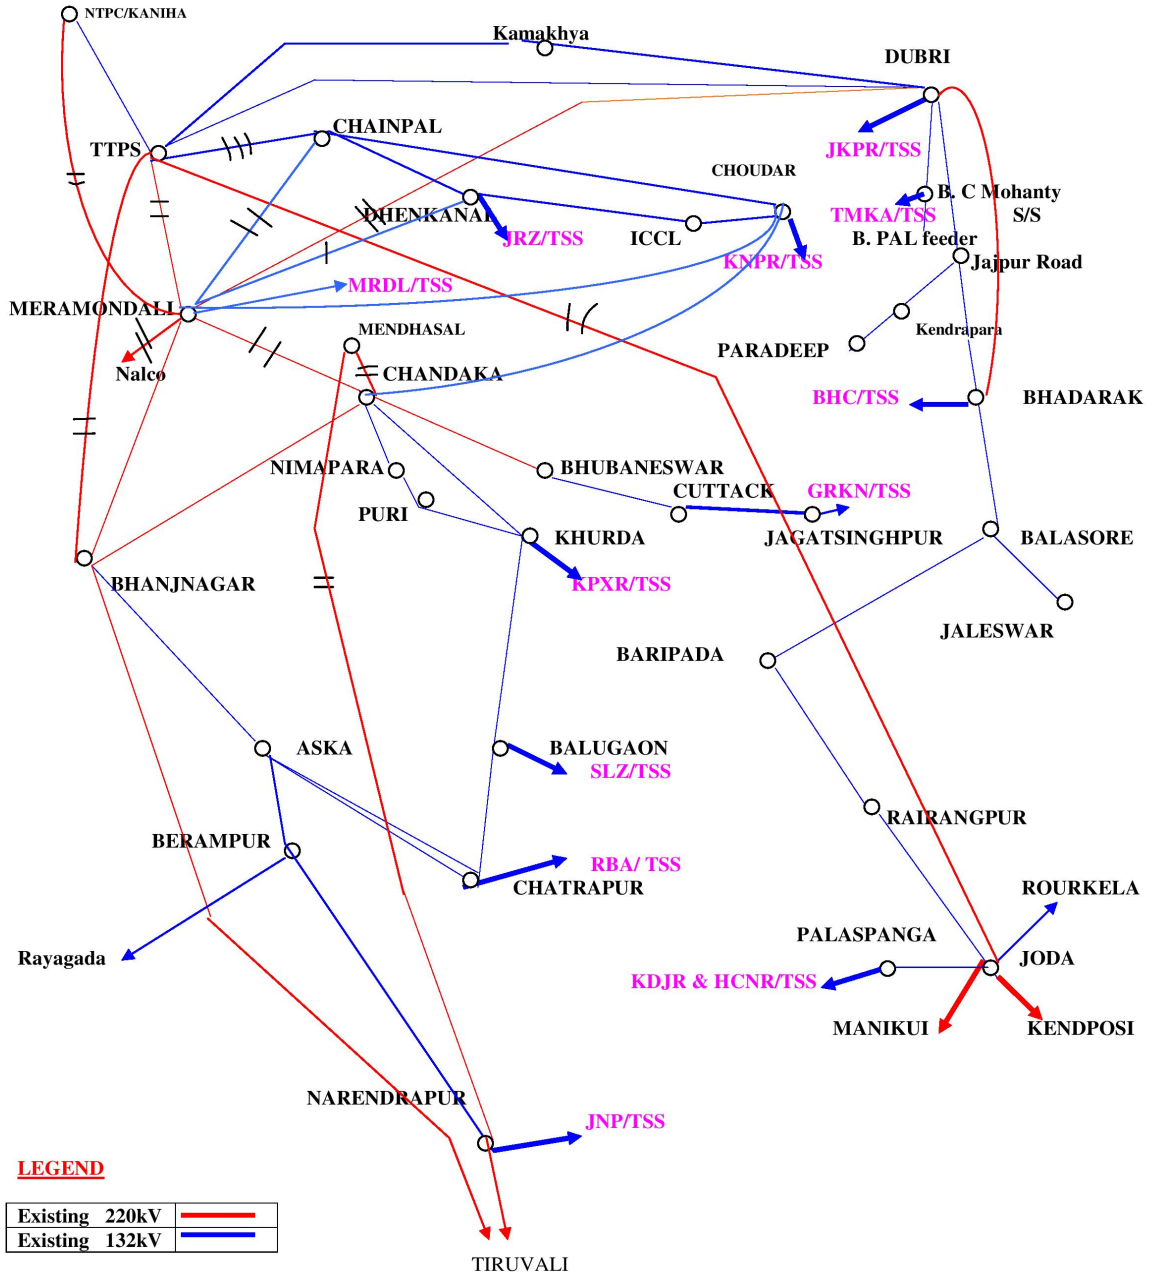 NTPC/KANIHA
Kamakhya
DUBRI
CHAINPAL
TTPS
JKPR/TSS
CHOUDAR
B. C Mohanty
S/S
DHENKANAL
TMKA/TSS
JRZ/TSS
ICCL
B. PAL feeder
KNPR/TSS
Jajpur Road
MRDL/TSS
MERAMONDALI
MENDHASAL
Kendrapara
PARADEEP
Nalco
CHANDAKA
BHC/TSS
BHADARAK
NIMAPARA
BHUBANESWAR
CUTTACK
GRKN/TSS
PURI
KHURDA
JAGATSINGHPUR
BALASORE
BHANJNAGAR
KPXR/TSS
JALESWAR
BARIPADA
ASKA
BALUGAON
SLZ/TSS
RAIRANGPUR
BERAMPUR
RBA/ TSS
CHATRAPUR
ROURKELA
PALASPANGA
Rayagada
JODA
KDJR & HCNR/TSS
MANIKUI
KENDPOSI
NARENDRAPUR
JNP/TSS
LEGEND
Existing 220kV
Existing 132kV
TIRUVALI